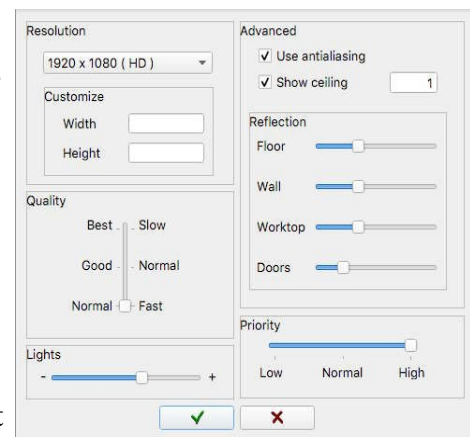 Resolution
1920 x 1080 ( HD )
Customize
Width
Height
Quality
Best Slow
Good Normal
Normal Fast
Lights
- +
Advanced
Use antialiasing
Show ceiling 1
Reflection
Floor
Wall
Worktop
Doors
Priority
Low Normal High
t